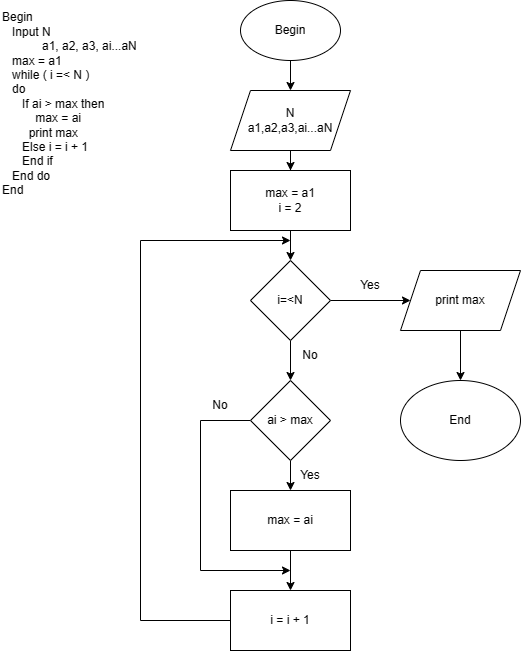 Begin
Input N
a1, a2, a3, ai...aN
max = a1
while ( i =< N )
do
If ai > max then
max = ai
print max
Else i = i + 1
End if
End do
End
Begin
N
a1,a2,a3,ai...aN
max = a1
i = 2
i=<N
Yes
print max
No
End
ai > max
No
Yes
max = ai
i = i + 1